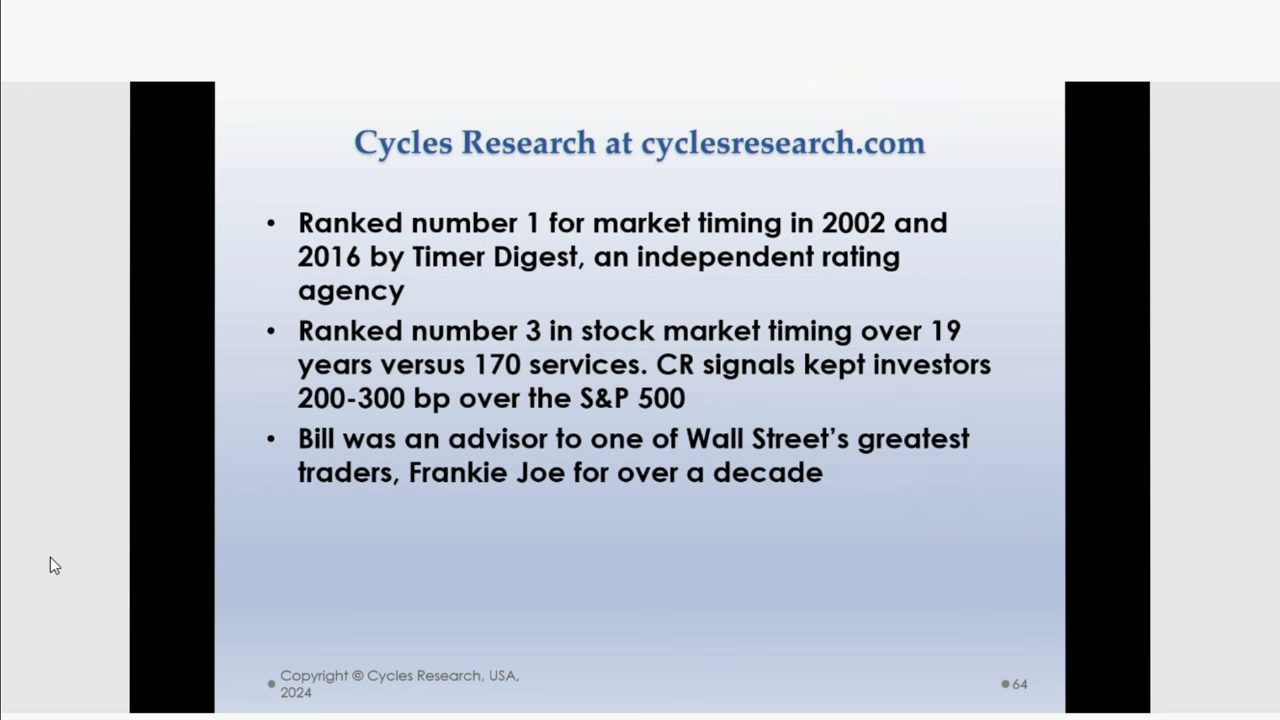 Cycles Research at cyclesresearch.com
• Ranked number 1 for market timing in 2002 and
2016 by Timer Digest, an independent rating
agency
• Ranked number 3 in stock market timing over 19
years versus 170 services. CR signals kept investors
200-300 bp over the S&P 500
• Bill was an advisor to one of Wall Street’s greatest
traders, Frankie Joe for over a decade
Copyright © Cycles Research, USA,
2024
64